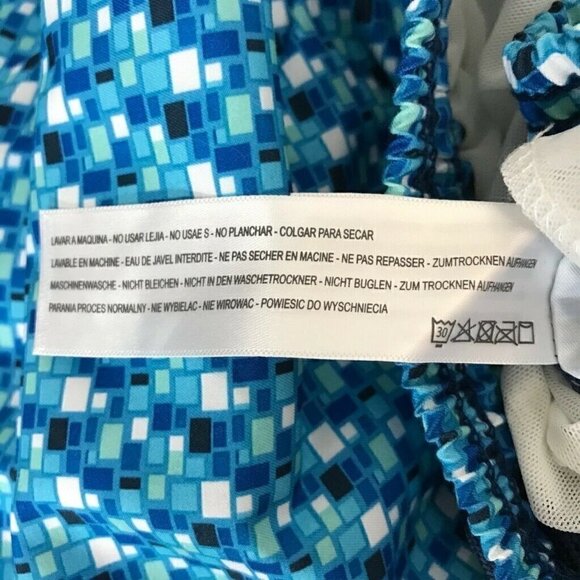 LAVAR A MAQUINA - NO USAR LEJIA - NO USAE S - NO PLANCHAR - COLGAR PARA SECAR
LAVABLE EN MACHINE - EAU DE JAVEL INTERDITE - NE PAS SECHER EN MACINE - NE PAS REPASSER - ZUMTROCKNEN AUFHANGEN
MASCHINENWASCHE - NICHT BLEICHEN - NICHT IN DEN WASCHETROCKNER - NICHT BUGLEN - ZUM TROCKNEN AUFHANGEN
PARANIA PROCES NORMALNY - NIE WYBIELAC - NIE WIROWAC - POWIESIC DO WYSCHNIECIA
30